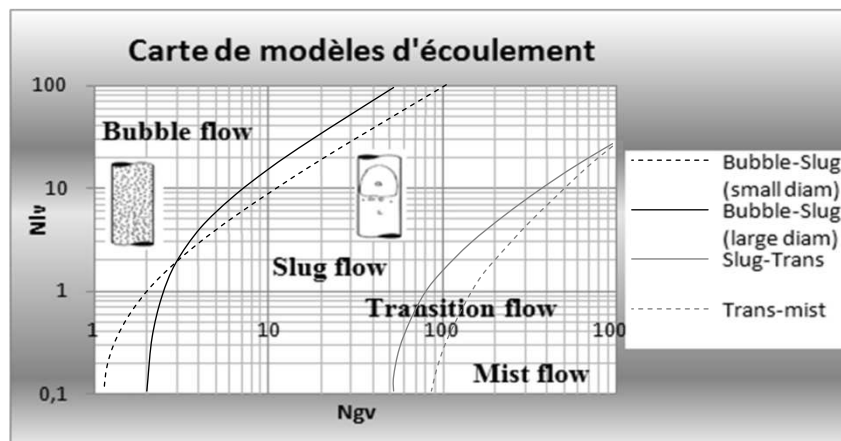 Carte de modèles d'écoulement
100
10
1
0,1
Nlv
Bubble flow
Slug flow
Transition flow
Mist flow
1
10
100
100
Ngv
Bubble-Slug
(small diam)
Bubble-Slug
(large diam)
Slug-Trans
Trans-mist